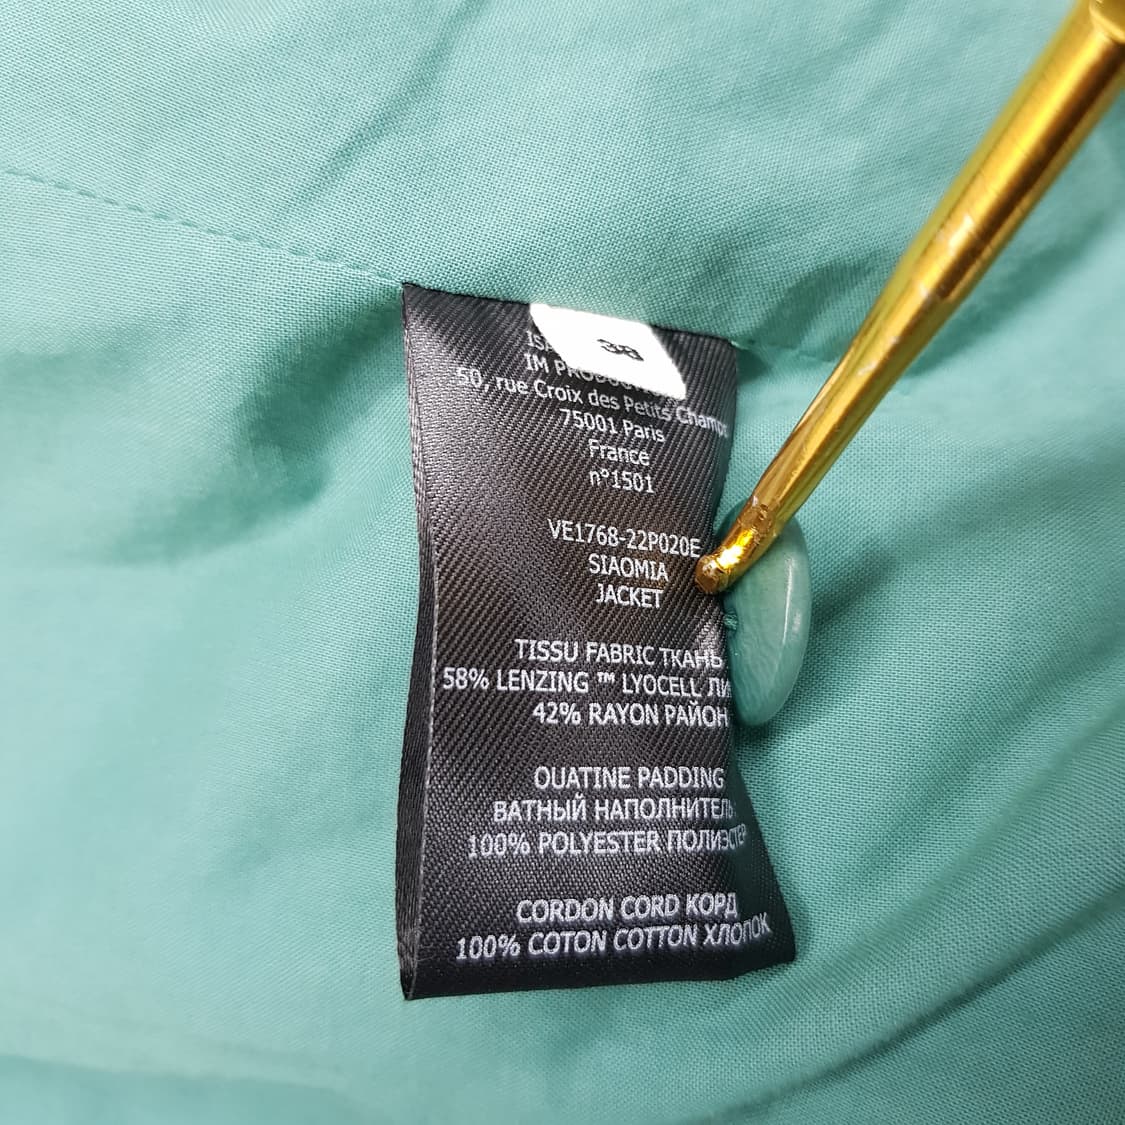 38
IM
50, rue Croix des Petits Champs
75001 Paris
France
n°1501
VE1768-22P020E
SIAOMIA
JACKET
TISSU FABRIC ТКАНЬ
58% LENZING ™ LYOCELL
42% RAYON РАЙОН
OUATINE PADDING
ВАТНЫЙ НАПОЛНИТЕЛЬ
100% POLYESTER ПОЛИЭСТЕР
CORDON CORD КОРД
100% COTON COTTON ХЛОПОК